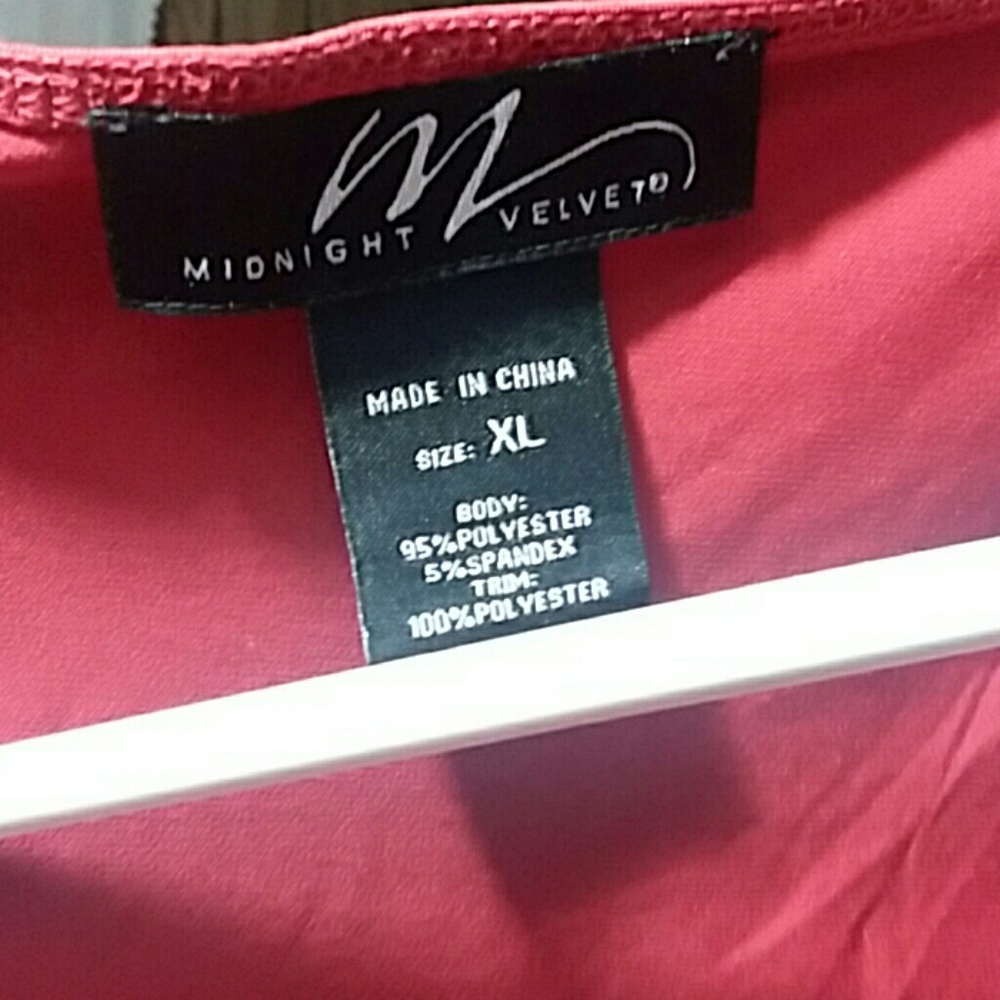 M
MIDNIGHT VELVET®
MADE IN CHINA
SIZE: XL
BODY:
95%POLYESTER
5%SPANDEX
TRIM:
100%POLYESTER